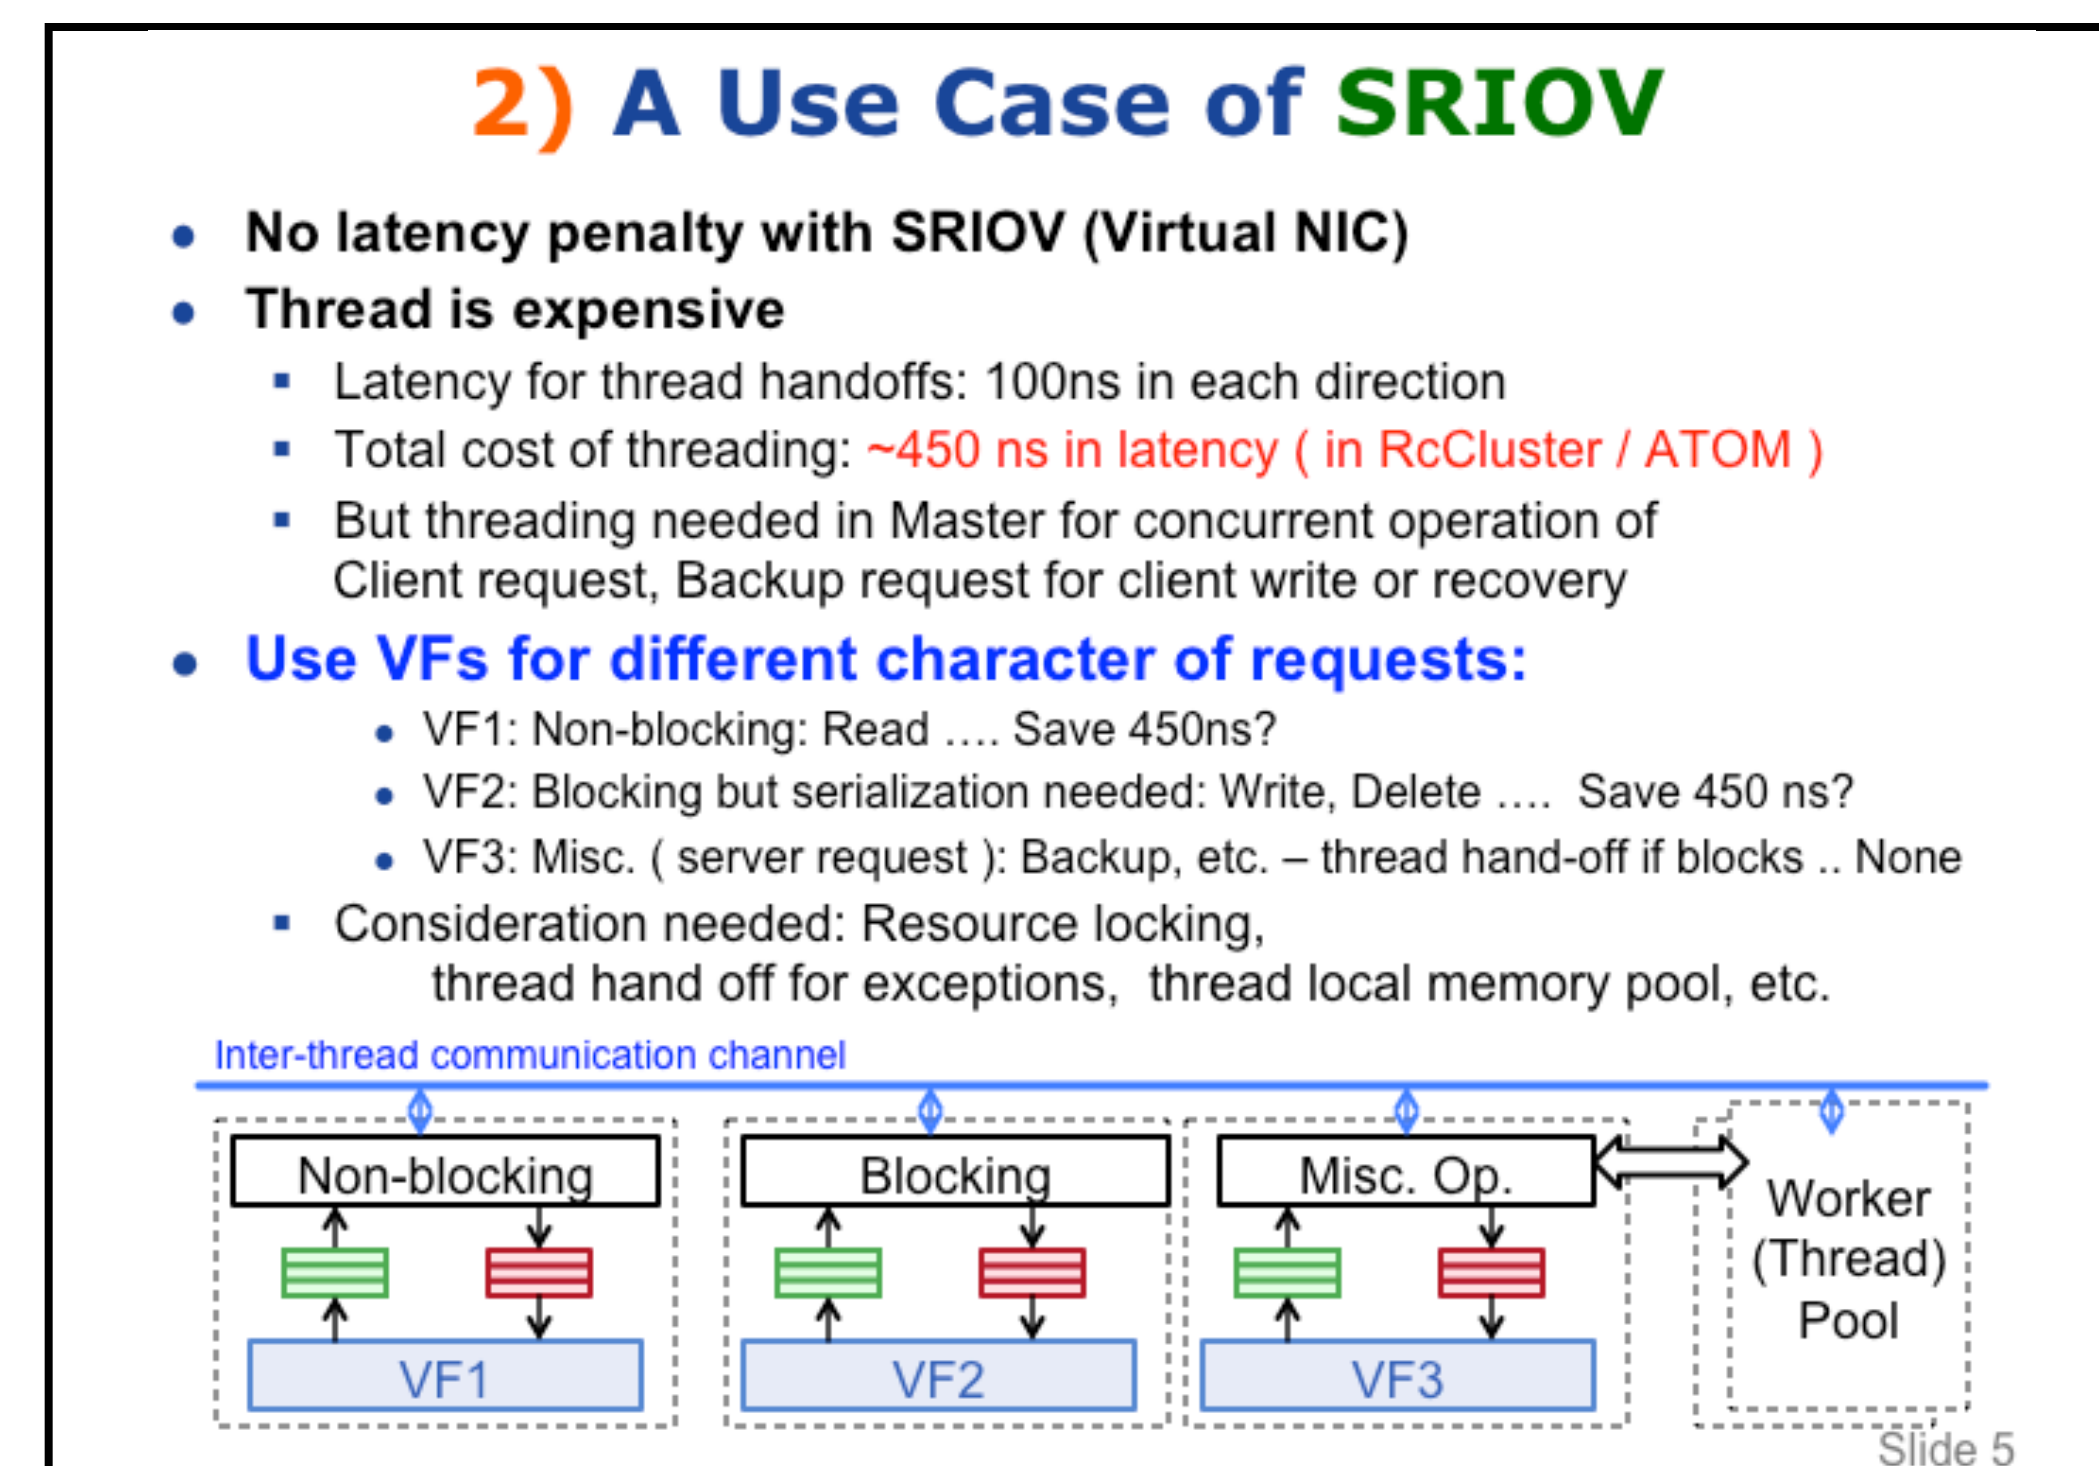 2) A Use Case of SRIOV
● No latency penalty with SRIOV (Virtual NIC)
● Thread is expensive
▪ Latency for thread handoffs: 100ns in each direction
▪ Total cost of threading: ~450 ns in latency ( in RcCluster / ATOM )
▪ But threading needed in Master for concurrent operation of
Client request, Backup request for client write or recovery
● Use VFs for different character of requests:
● VF1: Non-blocking: Read .... Save 450ns?
● VF2: Blocking but serialization needed: Write, Delete .... Save 450 ns?
● VF3: Misc. ( server request ): Backup, etc. – thread hand-off if blocks .. None
▪ Consideration needed: Resource locking,
thread hand off for exceptions, thread local memory pool, etc.
Inter-thread communication channel
Non-blocking
Blocking
Misc. Op.
Worker
(Thread)
Pool
VF1
VF2
VF3
Slide 5